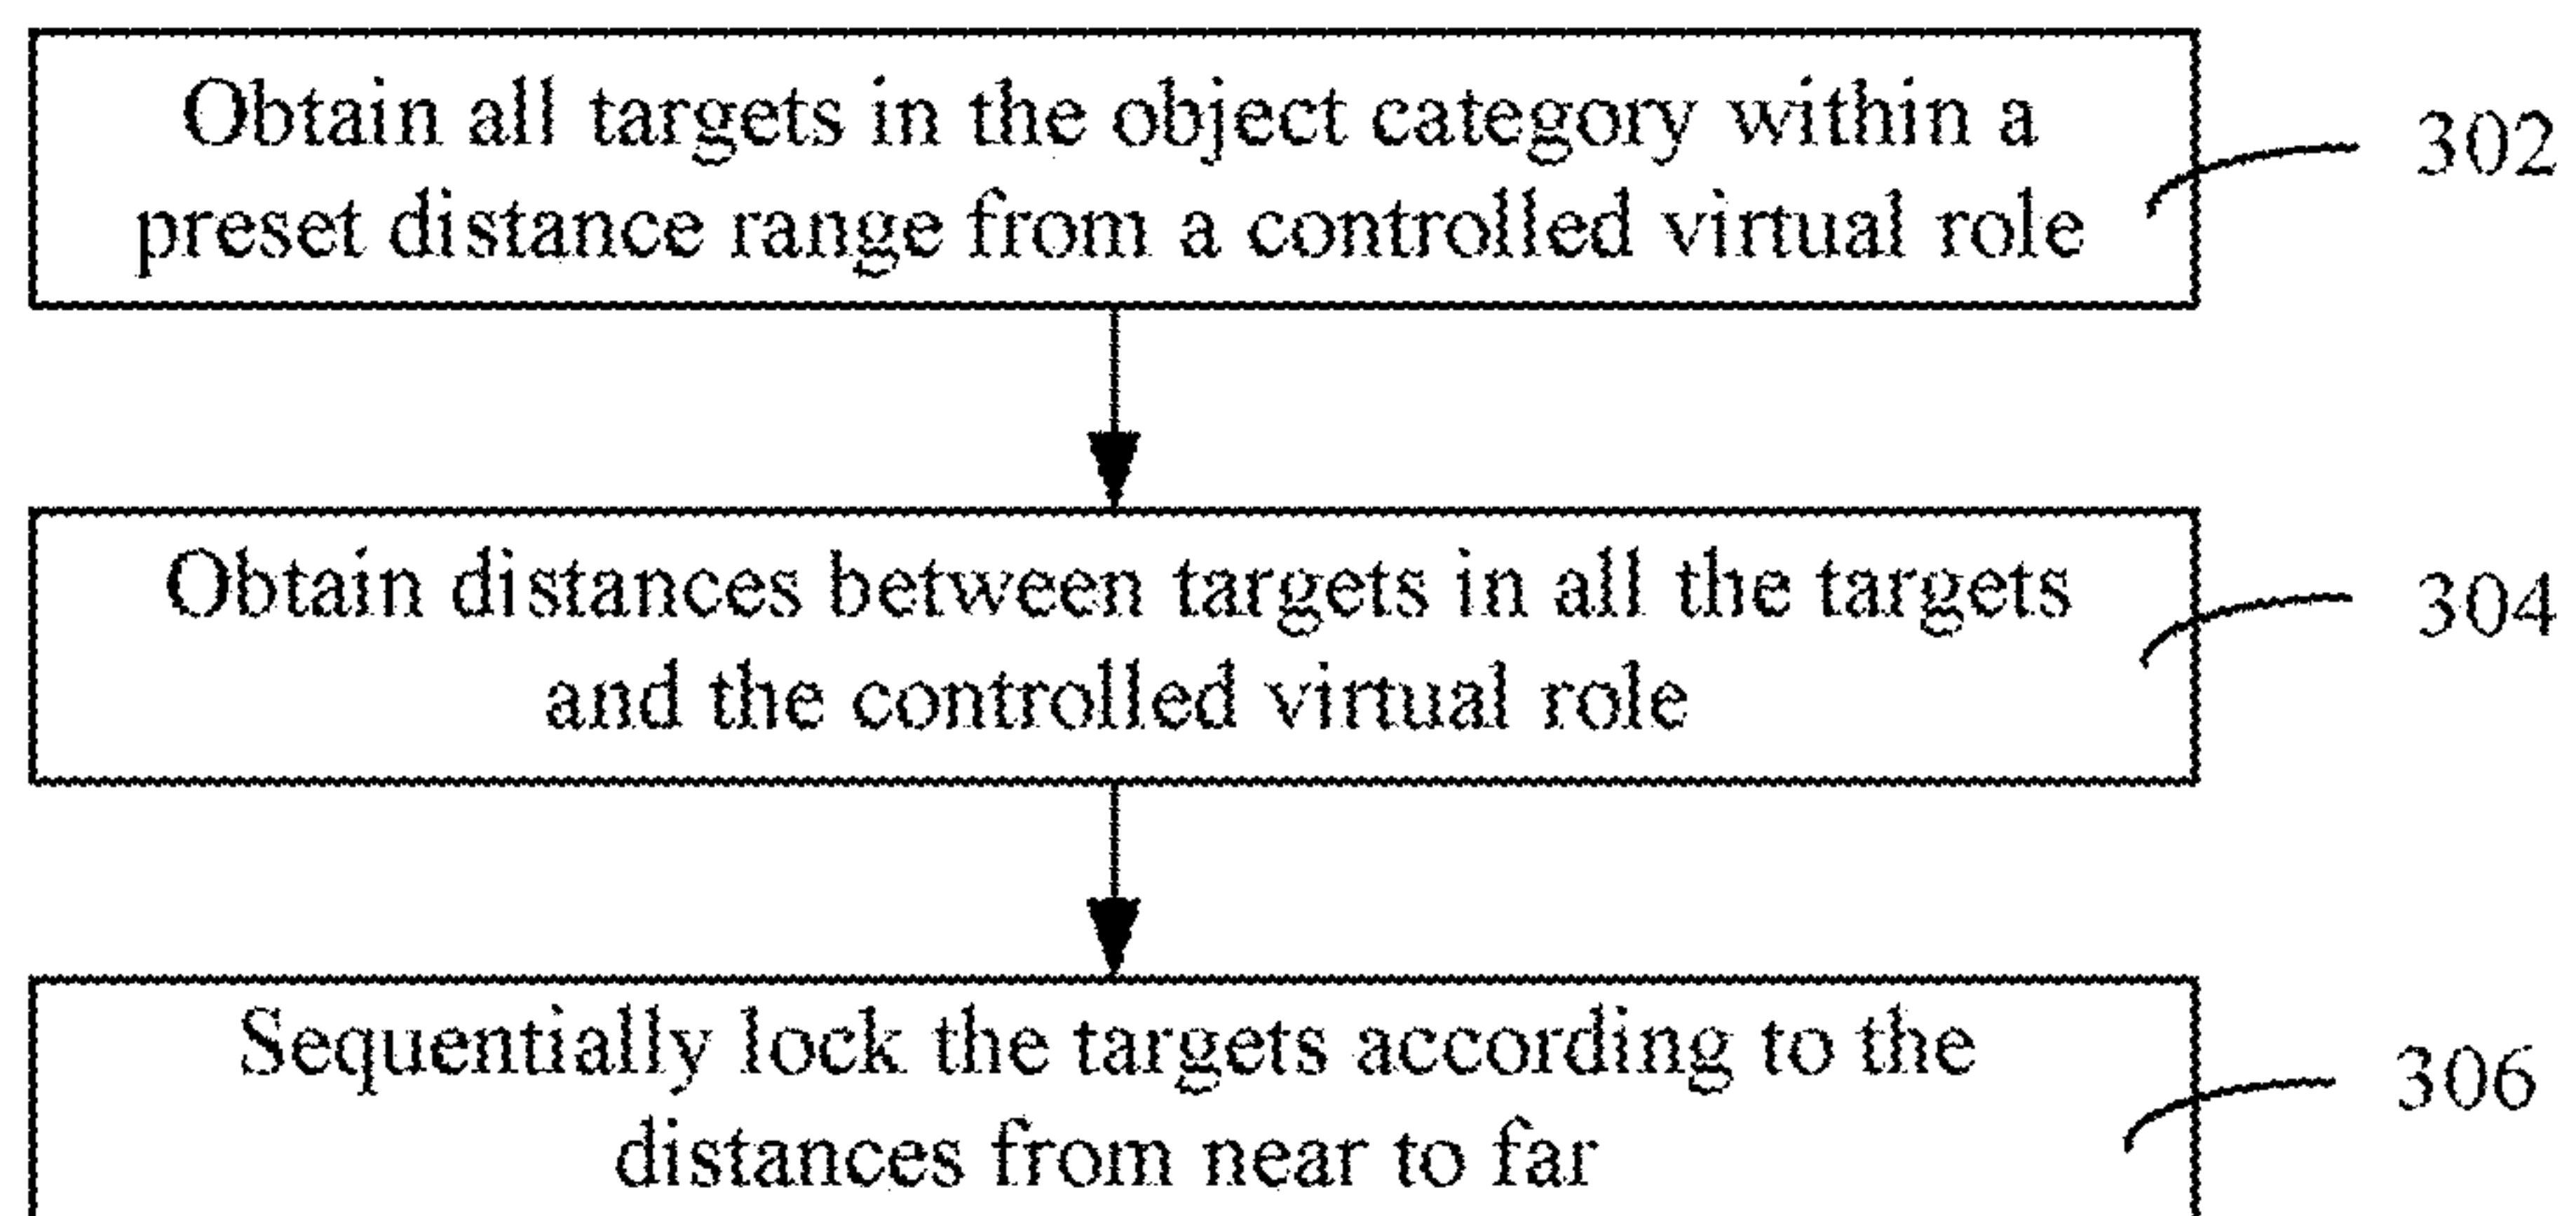 Obtain all targets in the object category within a
preset distance range from a controlled virtual role
302
Obtain distances between targets in all the targets
and the controlled virtual role
304
Sequentially lock the targets according to the
distances from near to far
306